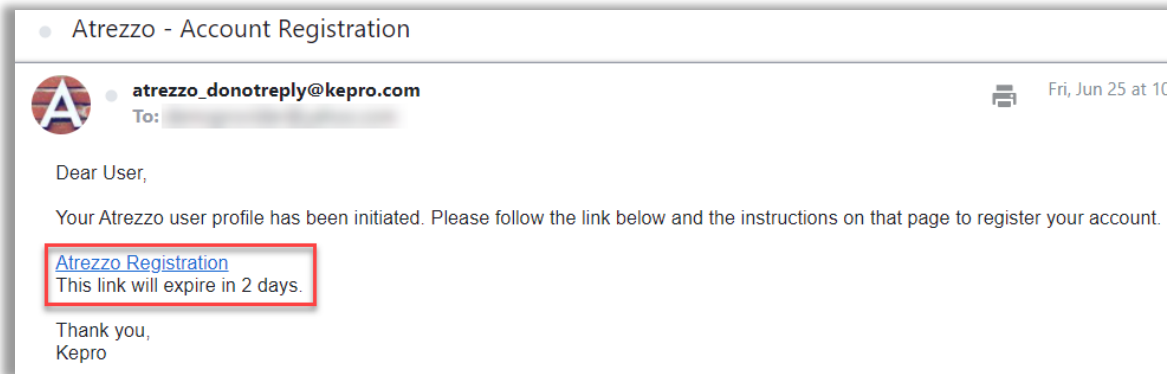 Atrezzo - Account Registration
A
atrezzo_donotreply@kepro.com
Fri, Jun 25 at 10
To:
Dear User,
Your Atrezzo user profile has been initiated. Please follow the link below and the instructions on that page to register your account.
Atrezzo Registration
This link will expire in 2 days.
Thank you,
Kepro